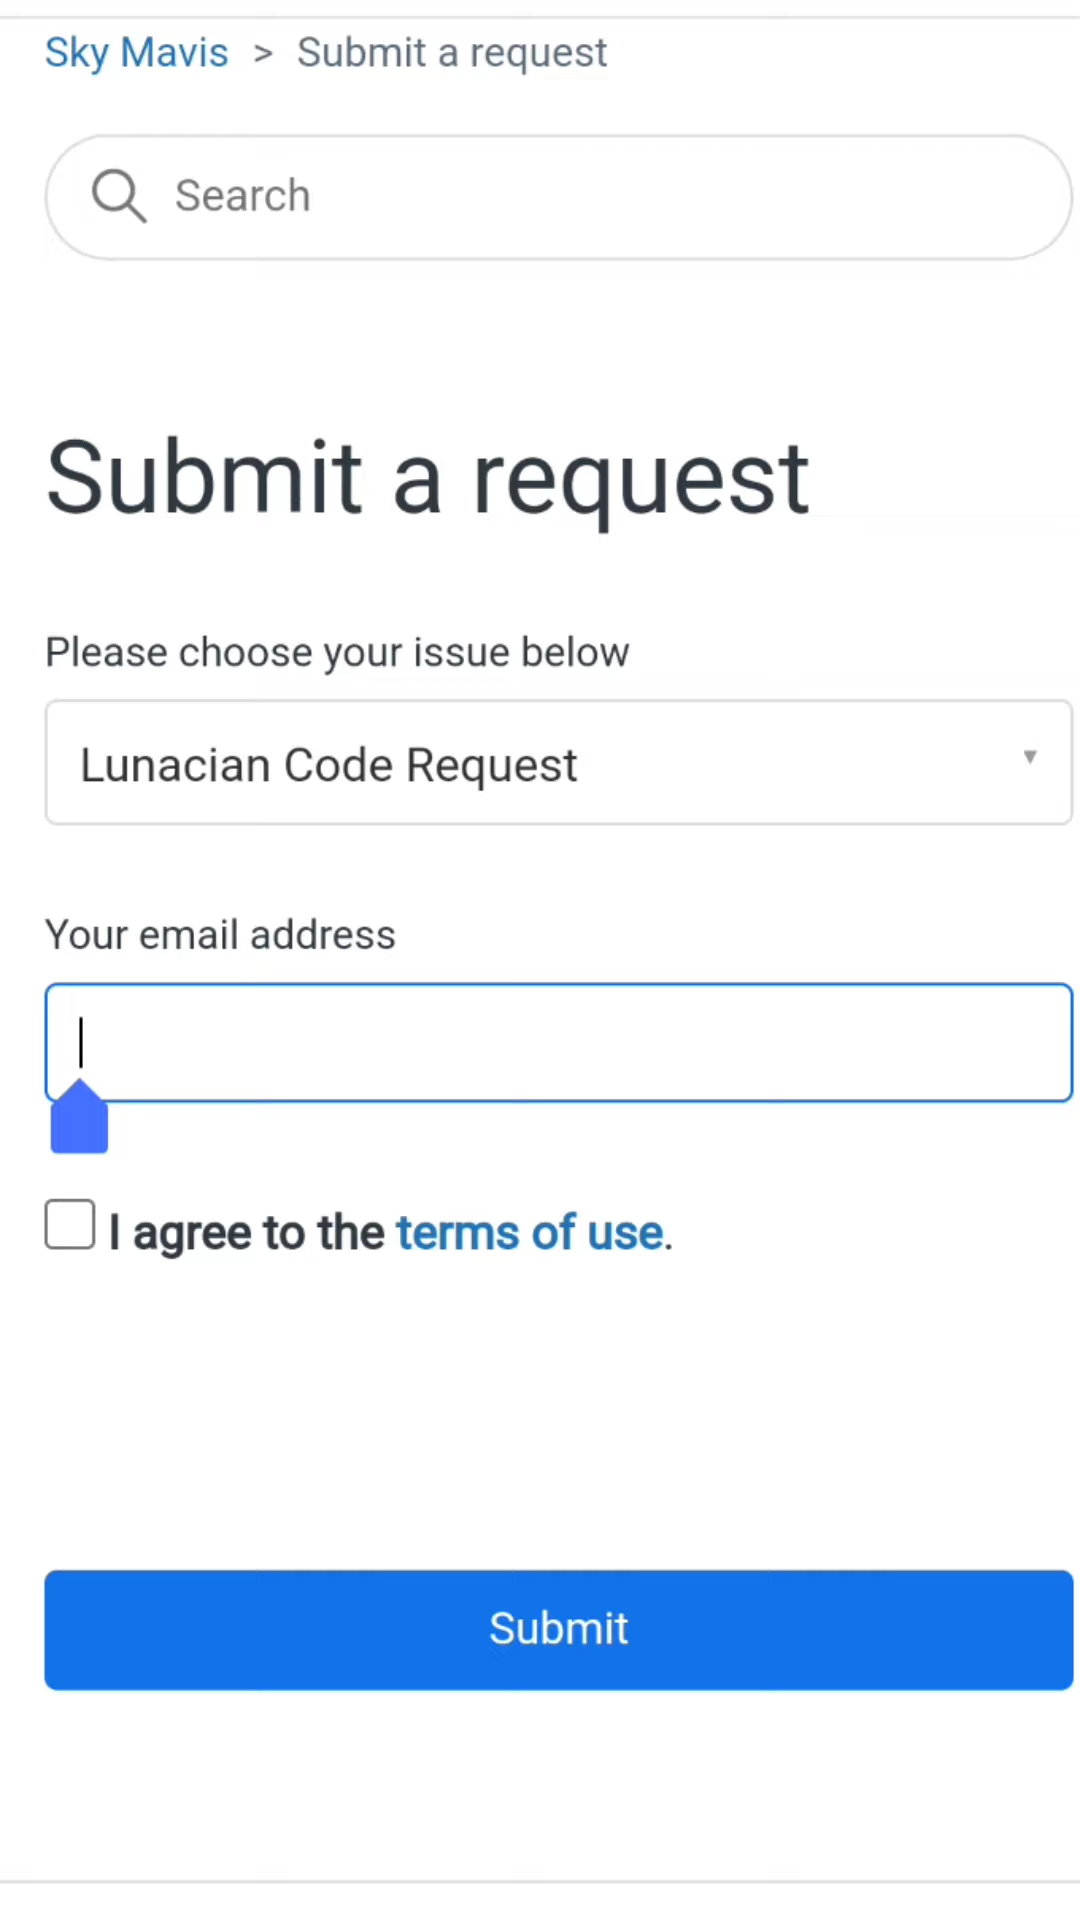 Sky Mavis > Submit a request
Search
Submit a request
Please choose your issue below
Lunacian Code Request
Your email address
I agree to the terms of use.
Submit